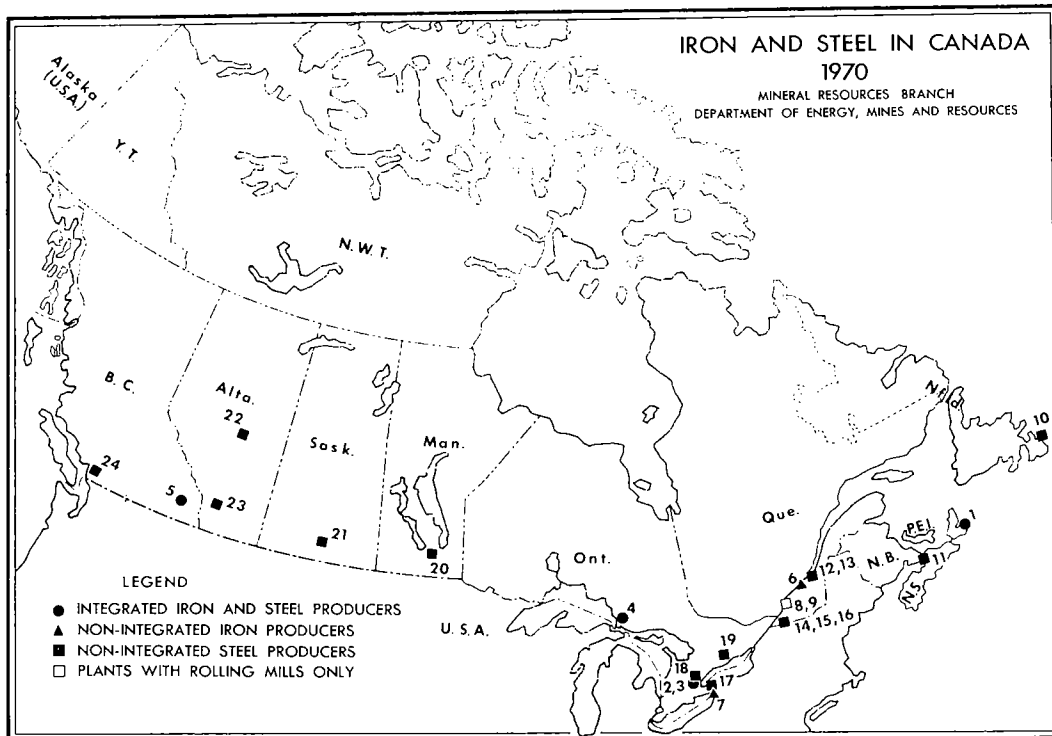 IRON AND STEEL IN CANADA
1970
MINERAL RESOURCES BRANCH
DEPARTMENT OF ENERGY, MINES AND RESOURCES
Alaska
(U.S.A.)
Y.T.
N.W.T.
B.C.
Alta.
22
Sask.
Man.
Nfld.
10
24
5
23
21
20
Ont.
Que.
P.E.I.
1
N.B.
11
N.S.
6
12,13
8,9
14,15,16
4
U.S.A.
19
18
2,3
17
7
LEGEND
INTEGRATED IRON AND STEEL PRODUCERS
NON-INTEGRATED IRON PRODUCERS
NON-INTEGRATED STEEL PRODUCERS
PLANTS WITH ROLLING MILLS ONLY